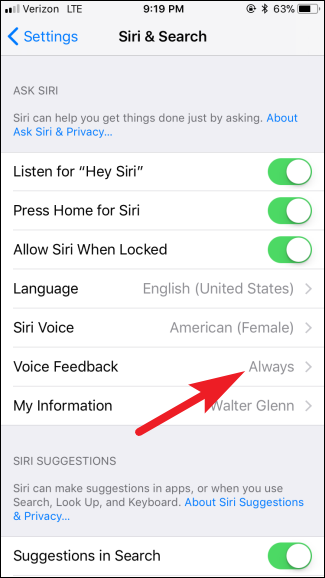 Verizon LTE 9:19 PM 63%
Settings Siri & Search
ASK SIRI
Siri can help you get things done just by asking. About
Ask Siri & Privacy...
Listen for “Hey Siri”
Press Home for Siri
Allow Siri When Locked
Language English (United States)
Siri Voice American (Female)
Voice Feedback Always
My Information Walter Glenn
SIRI SUGGESTIONS
Siri can make suggestions in apps, or when you use
Search, Look Up, and Keyboard. About Siri Suggestions
& Privacy...
Suggestions in Search